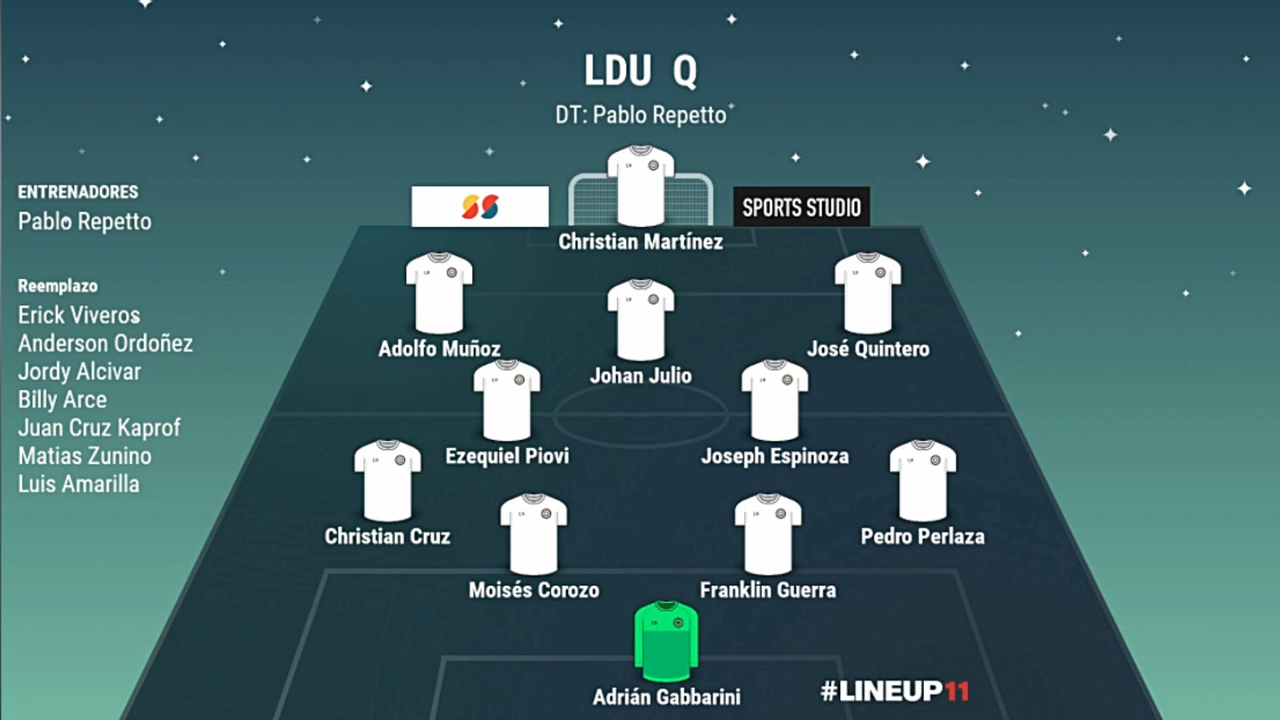 LDU Q
DT: Pablo Repetto
ENTRENADORES
Pablo Repetto
Reemplazo
Erick Viveros
Anderson Ordoñez
Jordy Alcivar
Billy Arce
Juan Cruz Kaprof
Matias Zunino
Luis Amarilla
SPORTS STUDIO
Christian Martínez
Adolfo Muñoz
Johan Julio
José Quintero
Ezequiel Piovi
Joseph Espinoza
Christian Cruz
Pedro Perlaza
Moisés Corozo
Franklin Guerra
Adrián Gabbarini
#LINEUP11